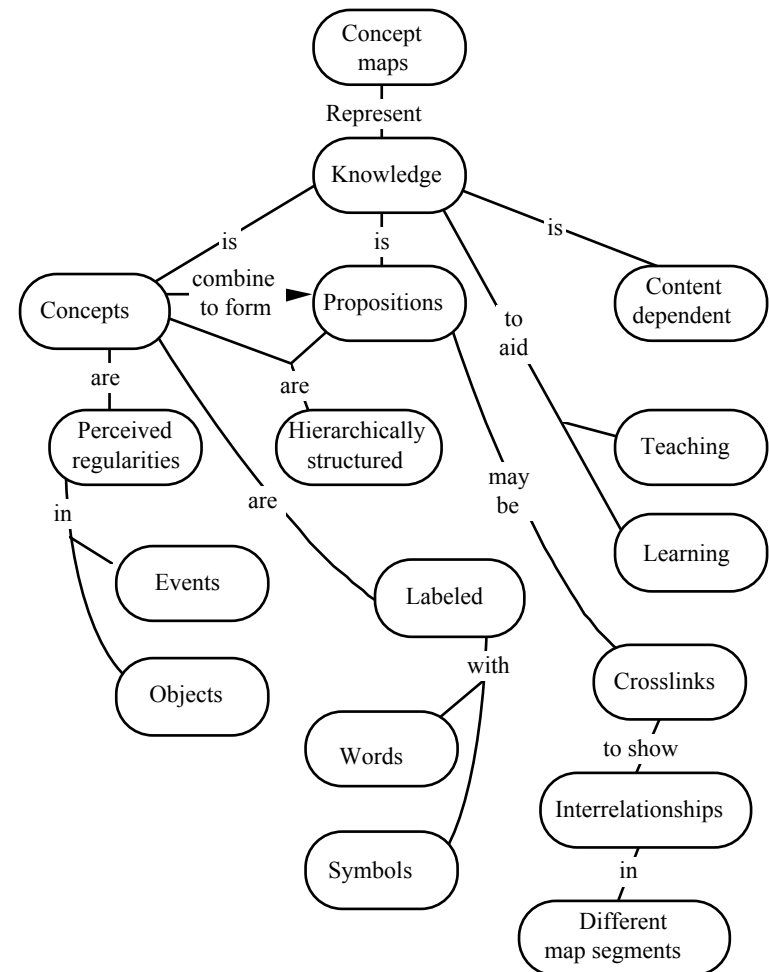 Concept
maps
Represent
Knowledge
is
is
is
Concepts
combine
to form
Propositions
Content
dependent
to
aid
are
are
Perceived
regularities
Hierarchically
structured
Teaching
in
are
may
be
Learning
Events
Labeled
Objects
with
Crosslinks
Words
to show
Interrelationships
Symbols
in
Different
map segments